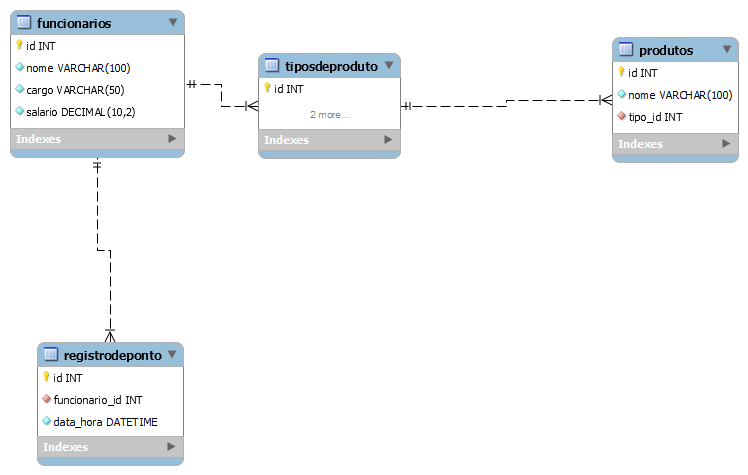 funcionarios
id INT
nome VARCHAR(100)
cargo VARCHAR(50)
salario DECIMAL(10,2)
Indexes
tiposdeproduto
id INT
2 more...
Indexes
produtos
id INT
nome VARCHAR(100)
tipo_id INT
Indexes
registrodeponto
id INT
funcionario_id INT
data_hora DATETIME
Indexes